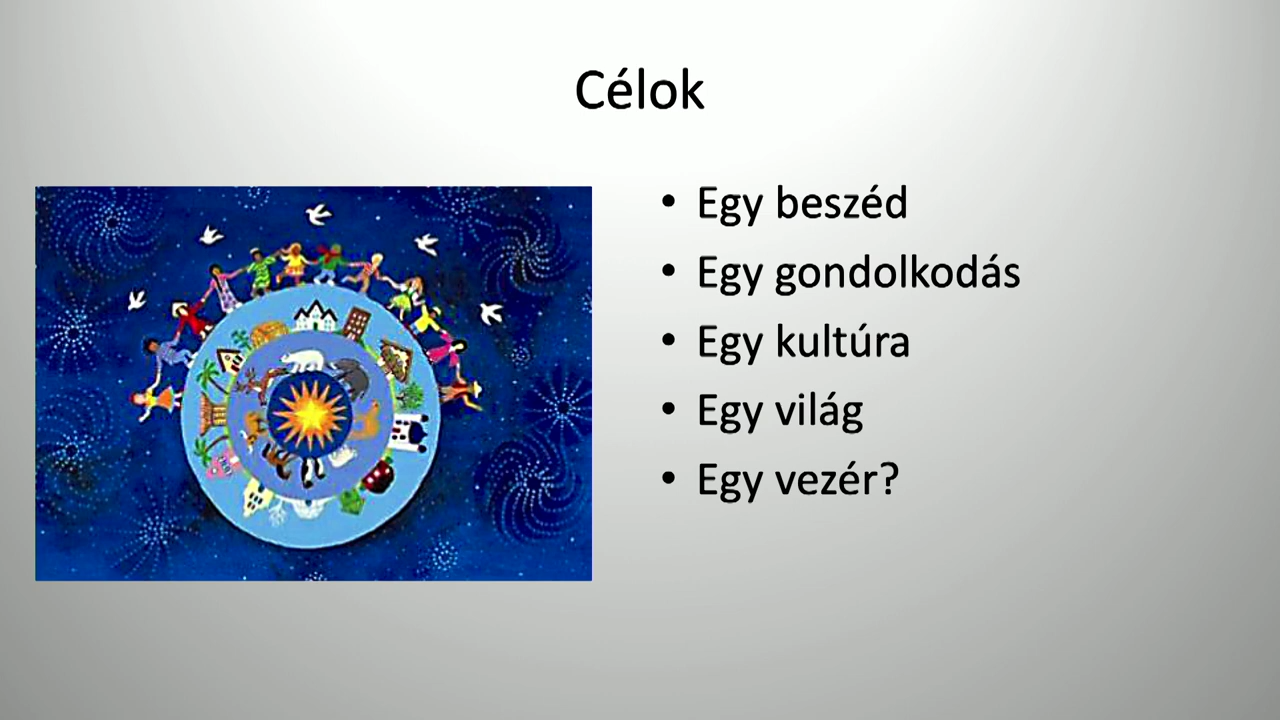 Célok
• Egy beszéd
• Egy gondolkodás
• Egy kultúra
• Egy világ
• Egy vezér?